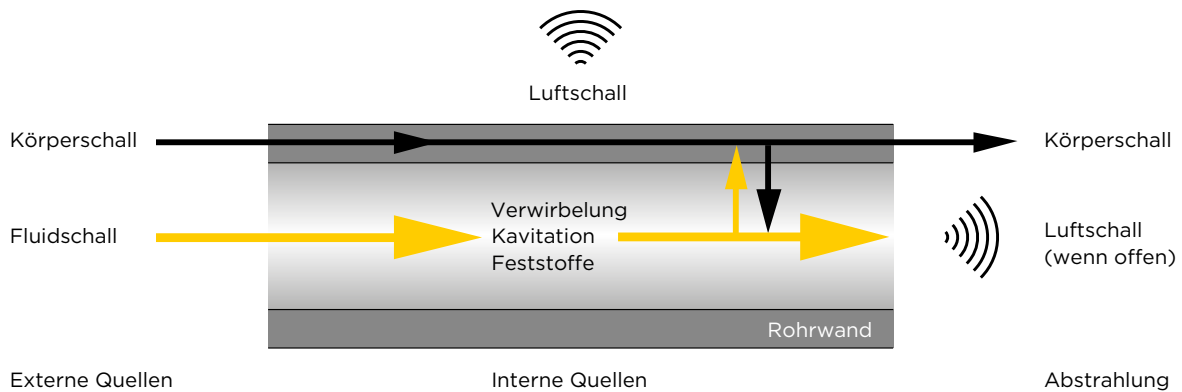 Luftschall
Körperschall
Körperschall
Verwirbelung
Fluidschall
Kavitation
Feststoffe
Luftschall
(wenn offen)
Rohrwand
Externe Quellen
Interne Quellen
Abstrahlung